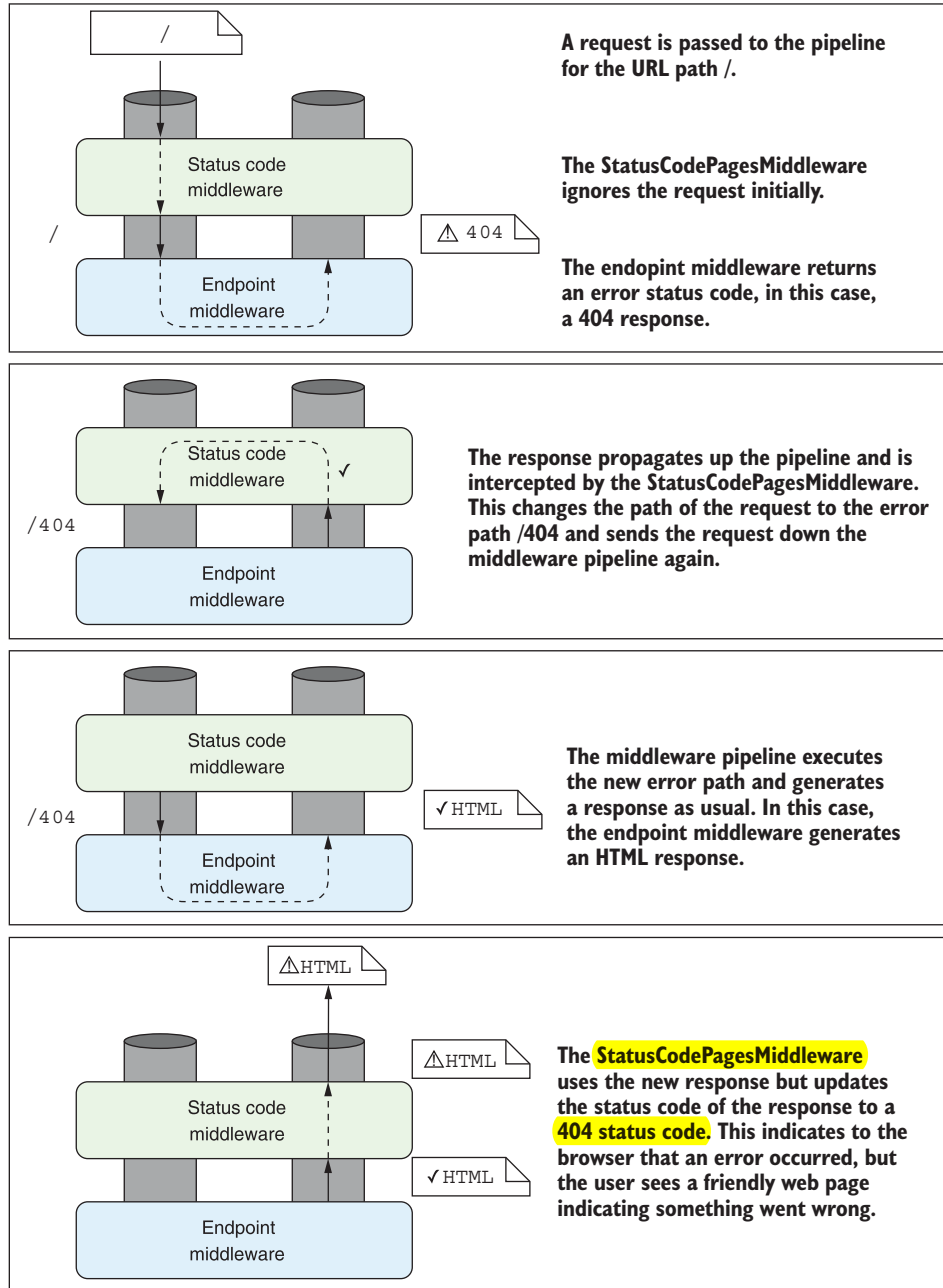 /
A request is passed to the pipeline
for the URL path /.
Status code
middleware
The StatusCodePagesMiddleware
ignores the request initially.
/
⚠ 404
Endpoint
middleware
The endopint middleware returns
an error status code, in this case,
a 404 response.
Status code
middleware
✓
/404
Endpoint
middleware
The response propagates up the pipeline and is
intercepted by the StatusCodePagesMiddleware.
This changes the path of the request to the error
path /404 and sends the request down the
middleware pipeline again.
Status code
middleware
/404
✓HTML
Endpoint
middleware
The middleware pipeline executes
the new error path and generates
a response as usual. In this case,
the endpoint middleware generates
an HTML response.
⚠HTML
⚠HTML
Status code
middleware
✓HTML
Endpoint
middleware
The StatusCodePagesMiddleware
uses the new response but updates
the status code of the response to a
404 status code. This indicates to the
browser that an error occurred, but
the user sees a friendly web page
indicating something went wrong.